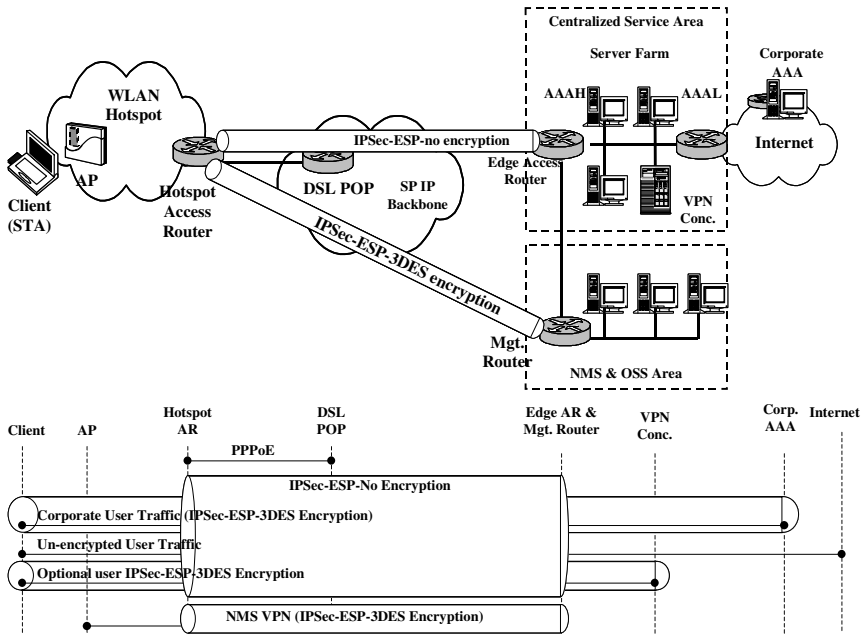 Centralized Service Area
Server Farm
Corporate
AAA
AAAH
AAAL
WLAN
Hotspot
IPSec-ESP-no encryption
Internet
AP
Edge Access
Router
DSL POP
SP IP
Backbone
Client
(STA)
Hotspot
Access
Router
VPN
Conc.
IPSec-ESP-3DES encryption
Mgt.
Router
NMS & OSS Area
Client
AP
Hotspot
AR
DSL
POP
Edge AR &
Mgt. Router
VPN
Conc.
Corp.
AAA
Internet
PPPoE
IPSec-ESP-No Encryption
Corporate User Traffic (IPSec-ESP-3DES Encryption)
Un-encrypted User Traffic
Optional user IPSec-ESP-3DES Encryption
NMS VPN (IPSec-ESP-3DES Encryption)